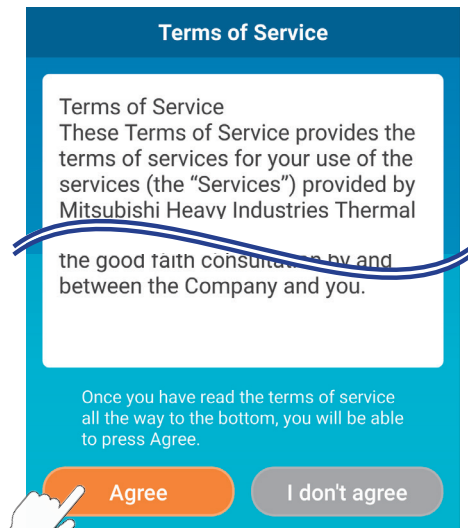 Terms of Service
Terms of Service
These Terms of Service provides the
terms of services for your use of the
services (the “Services”) provided by
Mitsubishi Heavy Industries Thermal
the good faith consultation by and
between the Company and you.
Once you have read the terms of service
all the way to the bottom, you will be able
to press Agree.
Agree
I don't agree